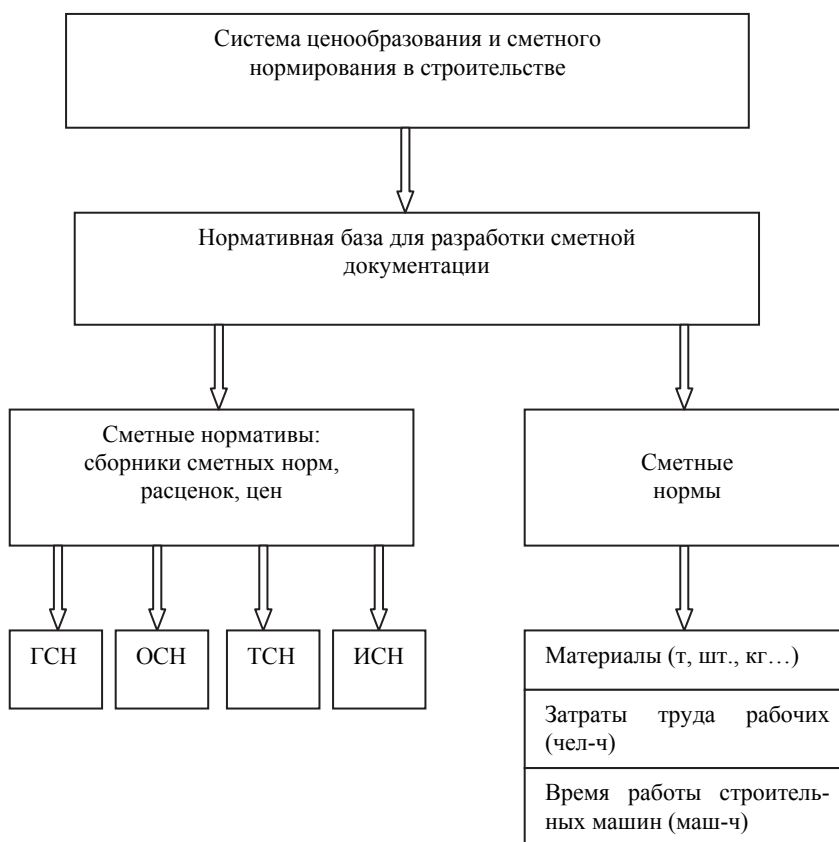 Система ценообразования и сметного
нормирования в строительстве
Нормативная база для разработки сметной
документации
Сметные нормативы:
сборники сметных норм,
расценок, цен
Сметные
нормы
ГСН
ОСН
ТСН
ИСН
Материалы (т, шт., кг…)
Затраты труда рабочих
(чел-ч)
Время работы строитель-
ных машин (маш-ч)